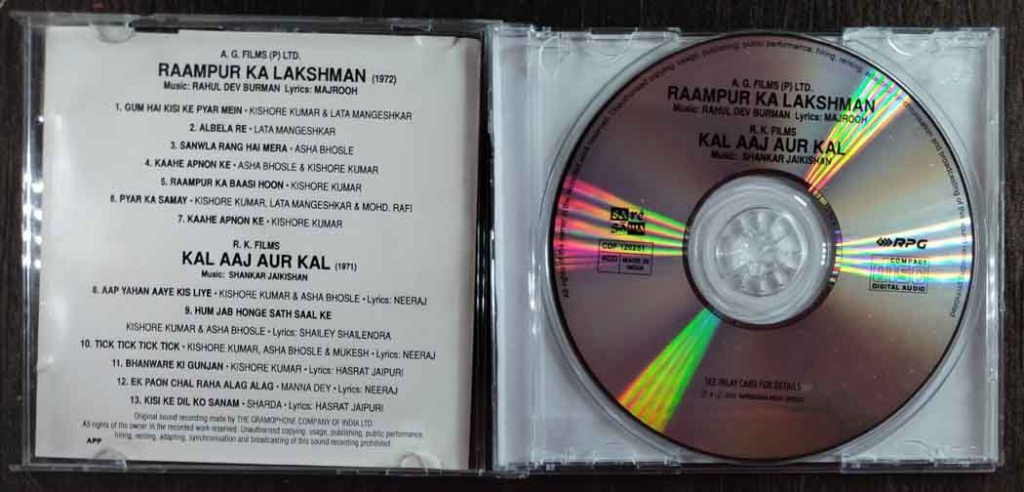 A. G. FILMS (P) LTD.
RAAMPUR KA LAKSHMAN (1972)
Music: RAHUL DEV BURMAN Lyrics: MAJROOH
1. GUM HAI KISI KE PYAR MEIN • KISHORE KUMAR & LATA MANGESHKAR
2. ALBELA RE • LATA MANGESHKAR
3. SANWLA RANG HAI MERA • ASHA BHOSLE
4. KAAHE APNON KE • ASHA BHOSLE & KISHORE KUMAR
5. RAAMPUR KA BAASI HOON • KISHORE KUMAR
6. PYAR KA SAMAY • KISHORE KUMAR, LATA MANGESHKAR & MOHD. RAFI
7. KAAHE APNON KE • KISHORE KUMAR
R. K. FILMS
KAL AAJ AUR KAL (1971)
Music: SHANKAR JAIKISHAN
8. AAP YAHAN AAYE KIS LIYE • KISHORE KUMAR & ASHA BHOSLE • Lyrics: NEERAJ
9. HUM JAB HONGE SATH SAAL KE
KISHORE KUMAR & ASHA BHOSLE • Lyrics: SHAILEY SHAILENDRA
10. TICK TICK TICK TICK • KISHORE KUMAR, ASHA BHOSLE & MUKESH • Lyrics: NEERAJ
11. BHANWARE KI GUNJAN • KISHORE KUMAR • Lyrics: HASRAT JAIPURI
12. EK PAON CHAL RAHA ALAG ALAG • MANNA DEY • Lyrics: NEERAJ
13. KISI KE DIL KO SANAM • SHARDA • Lyrics: HASRAT JAIPURI
Original sound recording made by THE GRAMOPHONE COMPANY OF INDIA LTD.
All rights of the owner in the recorded work reserved. Unauthorised copying, usage, publishing, public performance,
hiring, renting, adapting, synchronisation and broadcasting of this sound recording prohibited
APP
A. G. FILMS (P) LTD.
RAAMPUR KA LAKSHMAN
Music: RAHUL DEV BURMAN Lyrics: MAJROOH
R. K. FILMS
KAL AAJ AUR KAL
Music: SHANKAR JAIKISHAN
SARE
GAMA
CDF 120251
MADE IN
INDIA
RPG
COMPACT
disc
DIGITAL AUDIO
SEE INLAY CARD FOR DETAILS